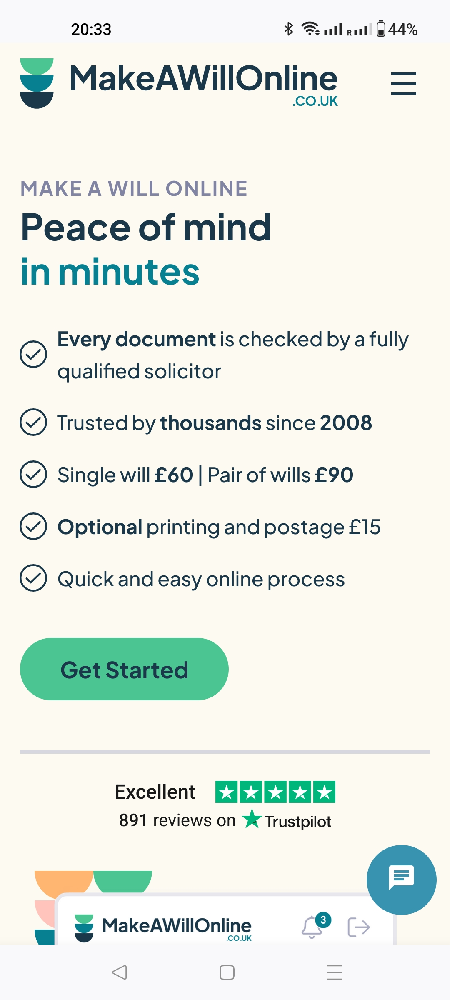 20:33
R 44%
MakeAWillOnline
.CO.UK
MAKE A WILL ONLINE
Peace of mind
in minutes
Every document is checked by a fully
qualified solicitor
Trusted by thousands since 2008
Single will £60 | Pair of wills £90
Optional printing and postage £15
Quick and easy online process
Get Started
Excellent
891 reviews on Trustpilot
MakeAWillOnline
.CO.UK
3